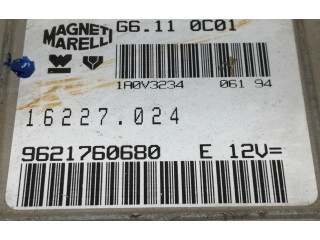 MAGNETI G6.11 0C01
MARELLI
1A0V3234 061 94
16227.024
9621760680 E 12V=